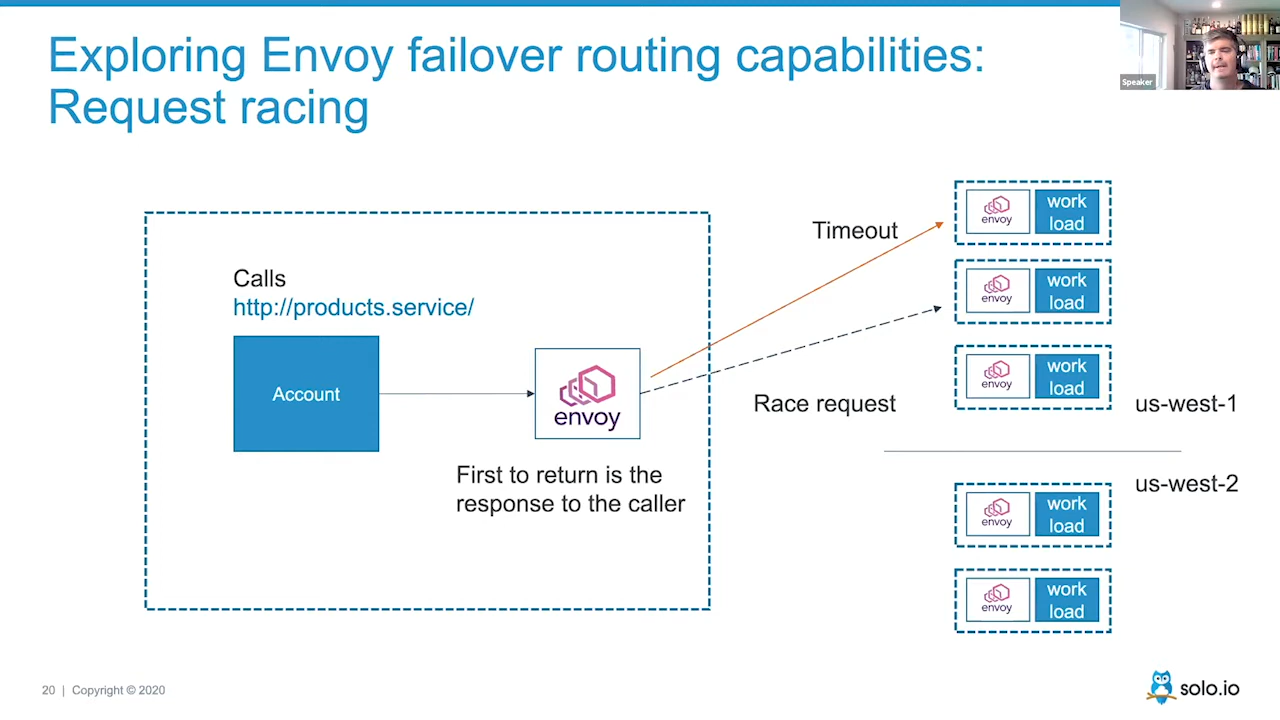 Exploring Envoy failover routing capabilities:
Request racing
Speaker
Calls
http://products.service/
Account
envoy
First to return is the
response to the caller
Timeout
Race request
envoy
work
load
envoy
work
load
envoy
work
load
us-west-1
us-west-2
envoy
work
load
envoy
work
load
20 | Copyright © 2020
solo.io